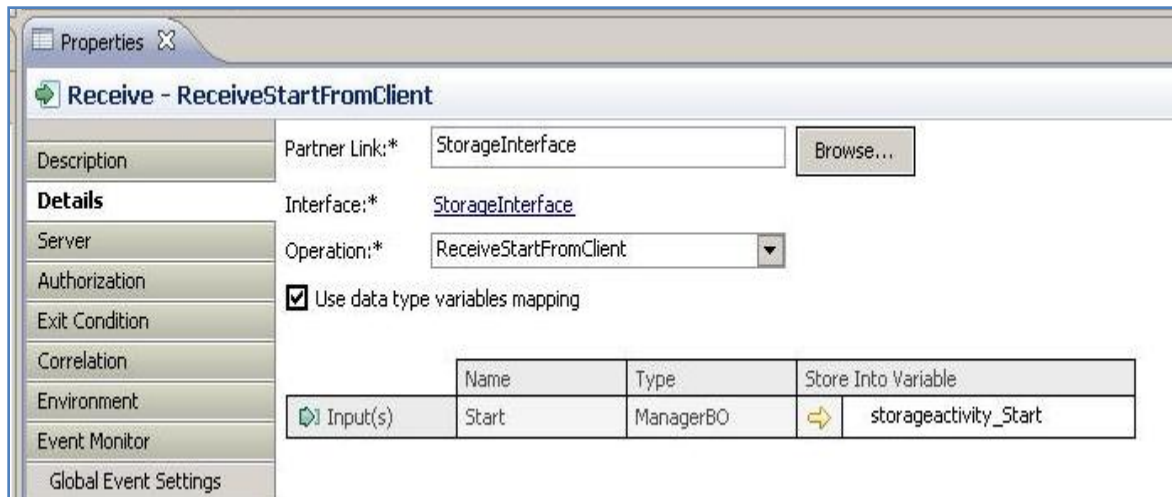 Properties
Receive - ReceiveStartFromClient
Description
Details
Server
Authorization
Exit Condition
Correlation
Environment
Event Monitor
Global Event Settings
Partner Link:* StorageInterface Browse...
Interface:* StorageInterface
Operation:* ReceiveStartFromClient
Use data type variables mapping
Name Type Store Into Variable
Input(s) Start ManagerBO storageactivity_Start